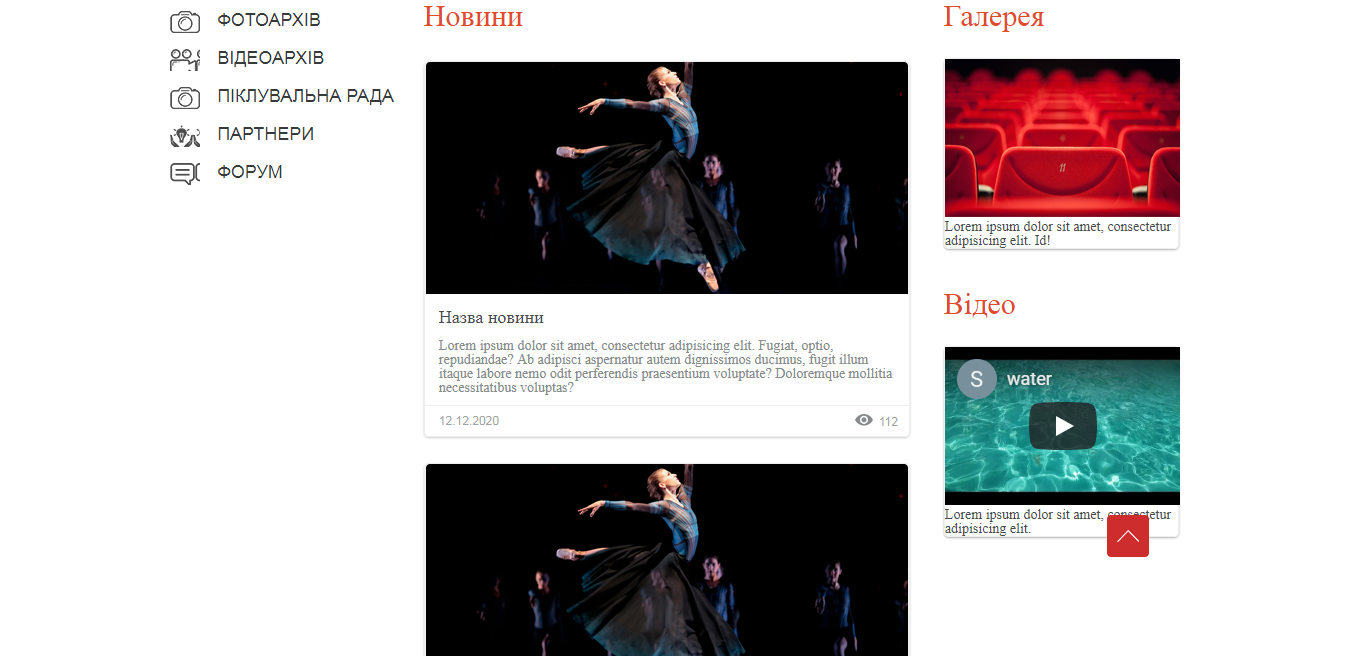 ФОТОАРХІВ
ВІДЕОАРХІВ
ПІКЛУВАЛЬНА РАДА
ПАРТНЕРИ
ФОРУМ
Новини
Назва новини
Lorem ipsum dolor sit amet, consectetur adipisicing elit. Fugiat, optio,
repudiandae? Ab adipisci aspernatur autem dignissimos ducimus, fugit illum
itaque labore nemo odit perferendis praesentium voluptate? Doloremque mollitia
necessitatibus voluptas?
12.12.2020
112
Галерея
11
Lorem ipsum dolor sit amet, consectetur
adipisicing elit. Id!
Відео
S water
Lorem ipsum dolor sit amet, consectetur
adipisicing elit.